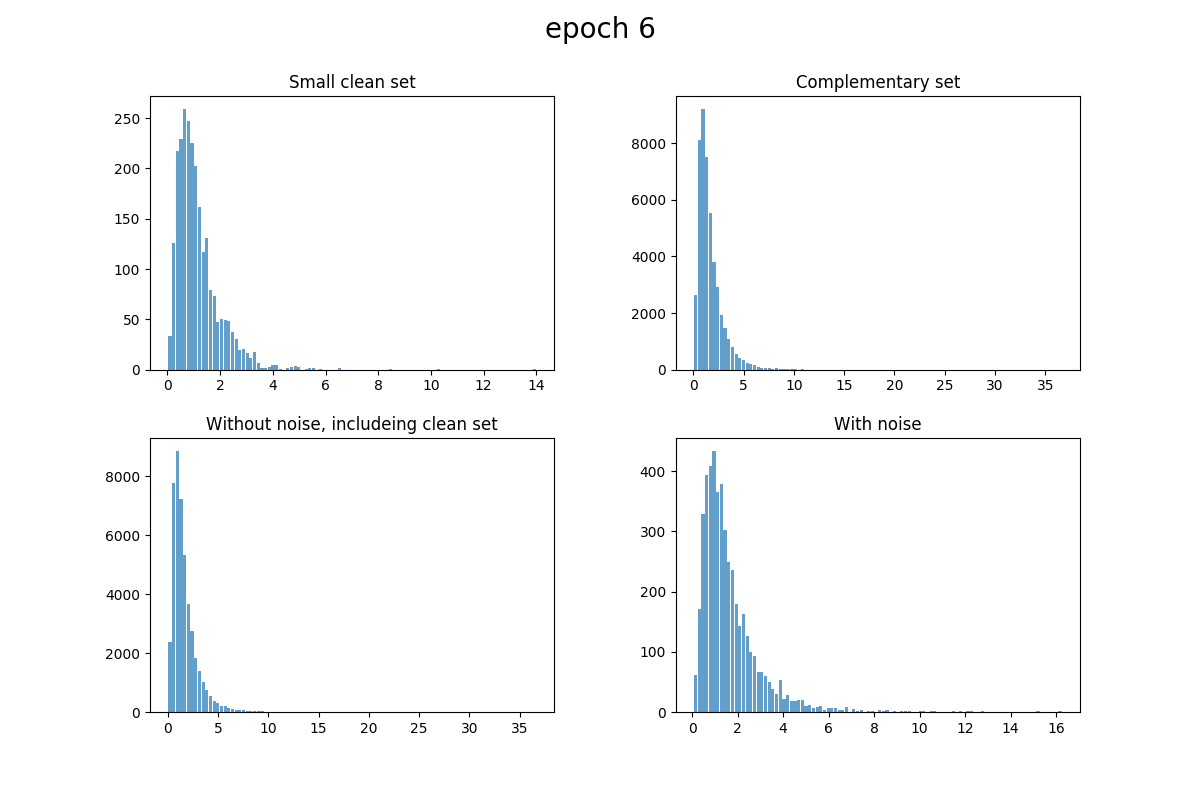 epoch 6
Small clean set
250
200
150
100
50
0
0 2 4 6 8 10 12 14
Complementary set
8000
6000
4000
2000
0
0 5 10 15 20 25 30 35
Without noise, includeing clean set
8000
6000
4000
2000
0
0 5 10 15 20 25 30 35
With noise
400
300
200
100
0
0 2 4 6 8 10 12 14 16